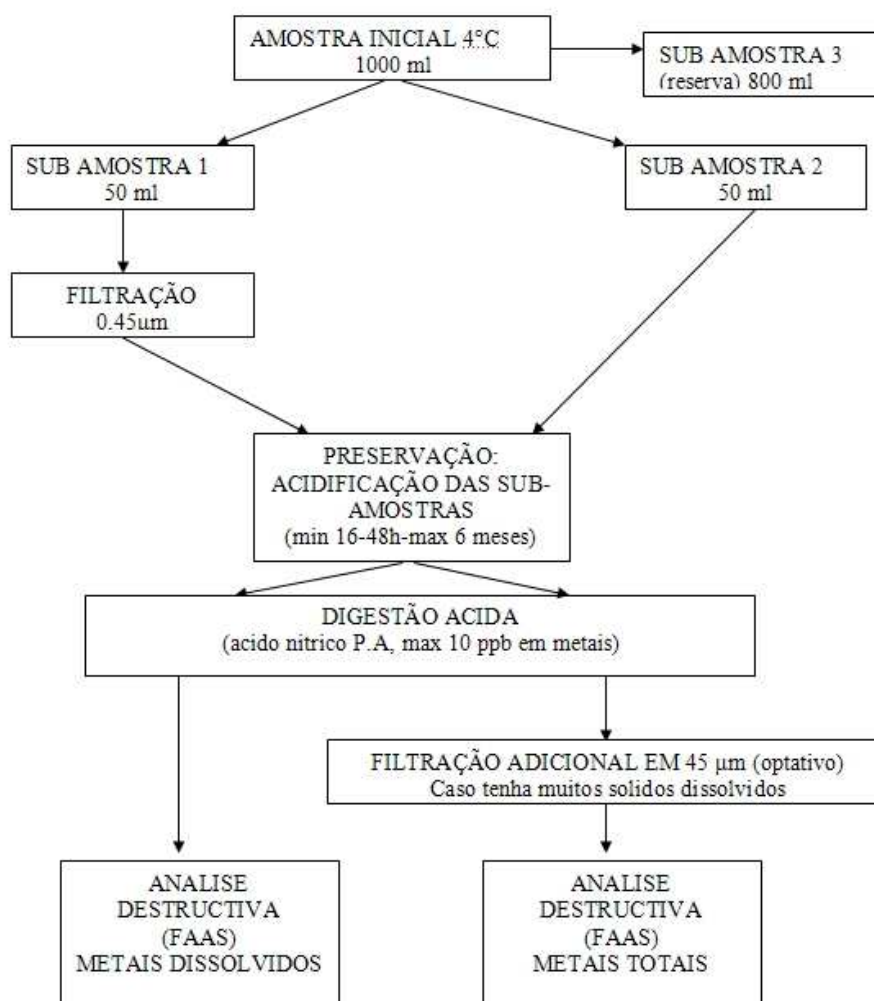 AMOSTRA INICIAL 4°C
1000 ml
SUB AMOSTRA 3
(reserva) 800 ml
SUB AMOSTRA 1
50 ml
SUB AMOSTRA 2
50 ml
FILTRAÇÃO
0.45um
PRESERVAÇÃO:
ACIDIFICAÇÃO DAS SUB-
AMOSTRAS
(min 16-48h-max 6 meses)
DIGESTÃO ACIDA
(acido nitrico P.A, max 10 ppb em metais)
FILTRAÇÃO ADICIONAL EM 45 µm (optativo)
Caso tenha muitos solidos dissolvidos
ANALISE
DESTRUCTIVA
(FAAS)
METAIS DISSOLVIDOS
ANALISE
DESTRUCTIVA
(FAAS)
METAIS TOTAIS